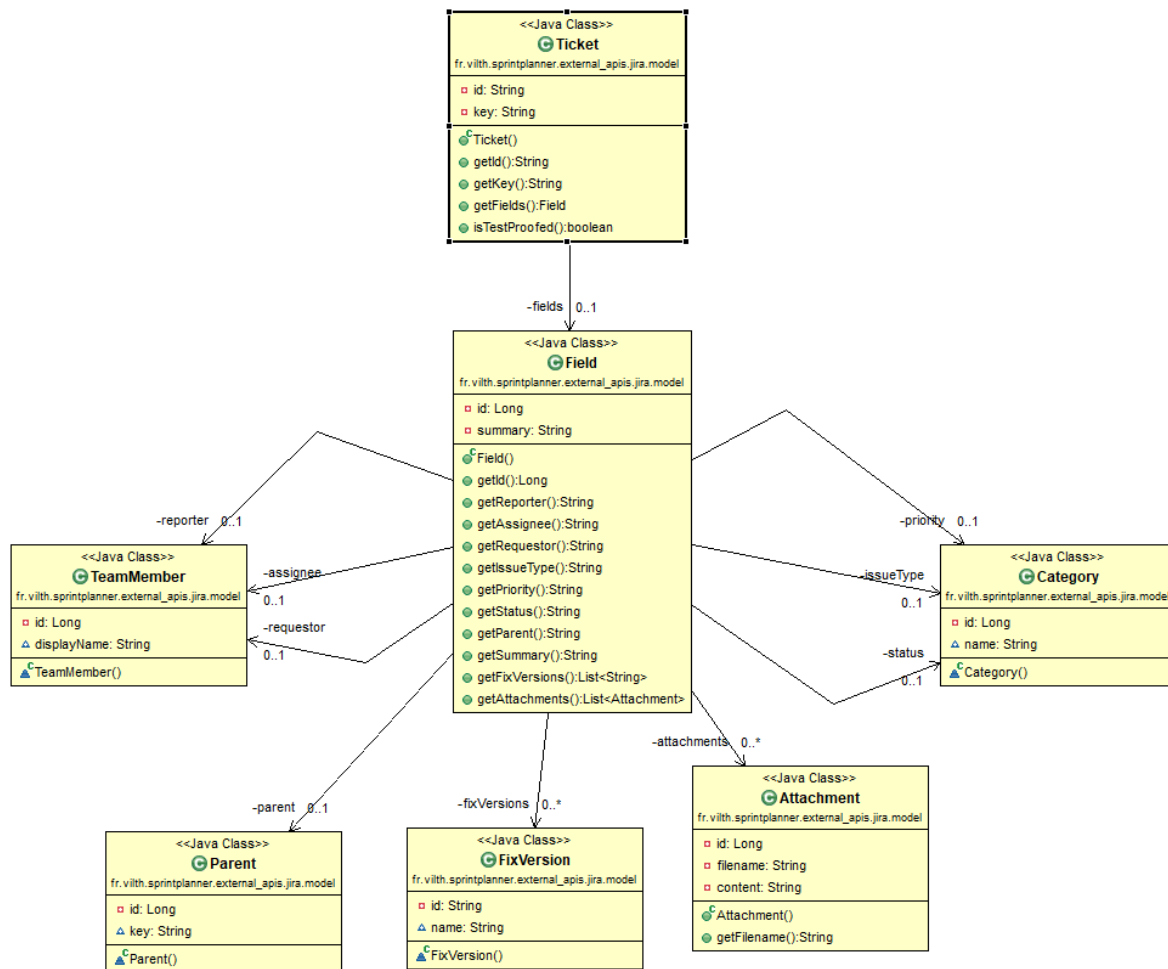 <<Java Class>>
Ticket
fr.vilth.sprintplanner.external_apis.jira.model
id: String
key: String
Ticket()
getId():String
getKey():String
getFields():Field
isTestProofed():boolean
-fields 0..1
<<Java Class>>
Field
fr.vilth.sprintplanner.external_apis.jira.model
id: Long
summary: String
Field()
getId():Long
getReporter():String
getAssignee():String
getRequestor():String
getIssueType():String
getPriority():String
getStatus():String
getParent():String
getSummary():String
getFixVersions():List<String>
getAttachments():List<Attachment>
-reporter 0..1
-assignee
0..1
-requestor
0..1
<<Java Class>>
TeamMember
fr.vilth.sprintplanner.external_apis.jira.model
id: Long
displayName: String
TeamMember()
-priority 0..1
-issueType
0..1
-status
0..1
<<Java Class>>
Category
fr.vilth.sprintplanner.external_apis.jira.model
id: Long
name: String
Category()
-parent 0..1
<<Java Class>>
Parent
fr.vilth.sprintplanner.external_apis.jira.model
id: Long
key: String
Parent()
-fixVersions 0..*
<<Java Class>>
FixVersion
fr.vilth.sprintplanner.external_apis.jira.model
id: String
name: String
FixVersion()
-attachments 0..*
<<Java Class>>
Attachment
fr.vilth.sprintplanner.external_apis.jira.model
id: Long
filename: String
content: String
Attachment()
getFilename():String